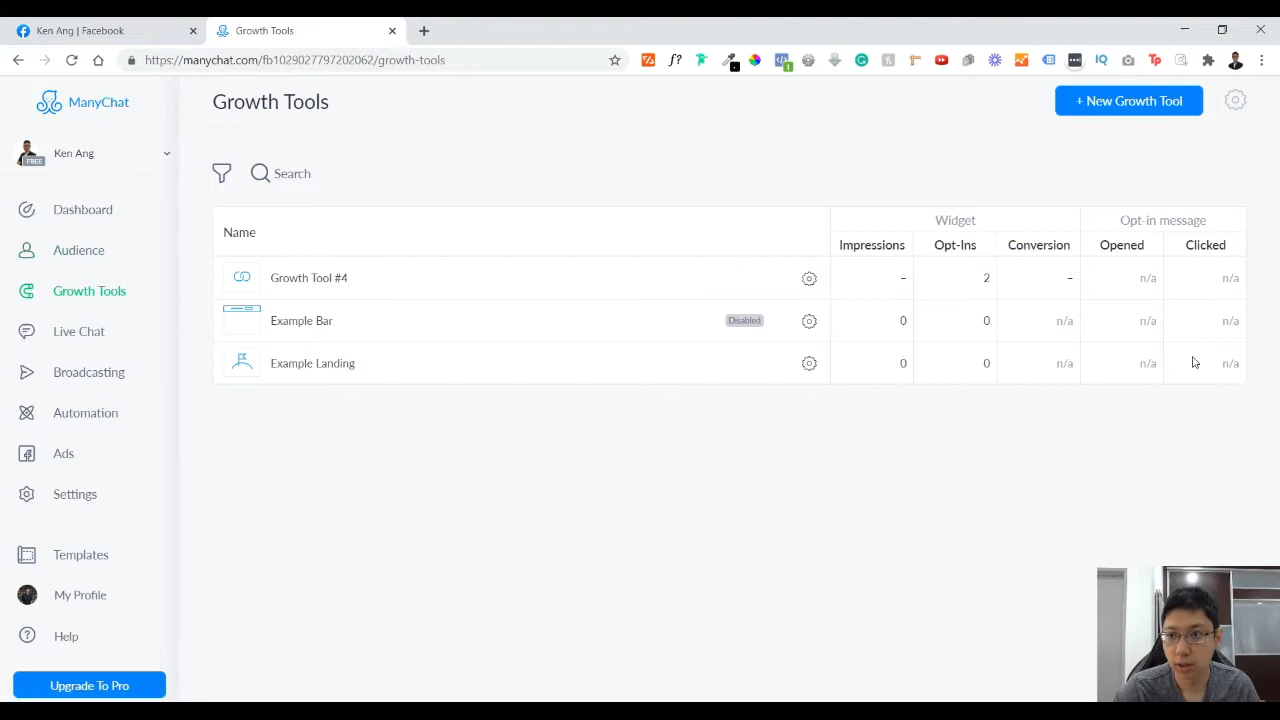 Ken Ang | Facebook
Growth Tools
https://manychat.com/fb102902779720206​2/growth-tools
ManyChat
Growth Tools
+ New Growth Tool
Ken Ang
FREE
Search
Dashboard
Audience
Growth Tools
Live Chat
Broadcasting
Automation
Ads
Settings
Templates
My Profile
Help
Upgrade To Pro
Name
Widget
Opt-in message
Impressions
Opt-Ins
Conversion
Opened
Clicked
Growth Tool #4
–
2
–
n/a
n/a
Example Bar
Disabled
0
0
n/a
n/a
n/a
Example Landing
0
0
n/a
n/a
n/a